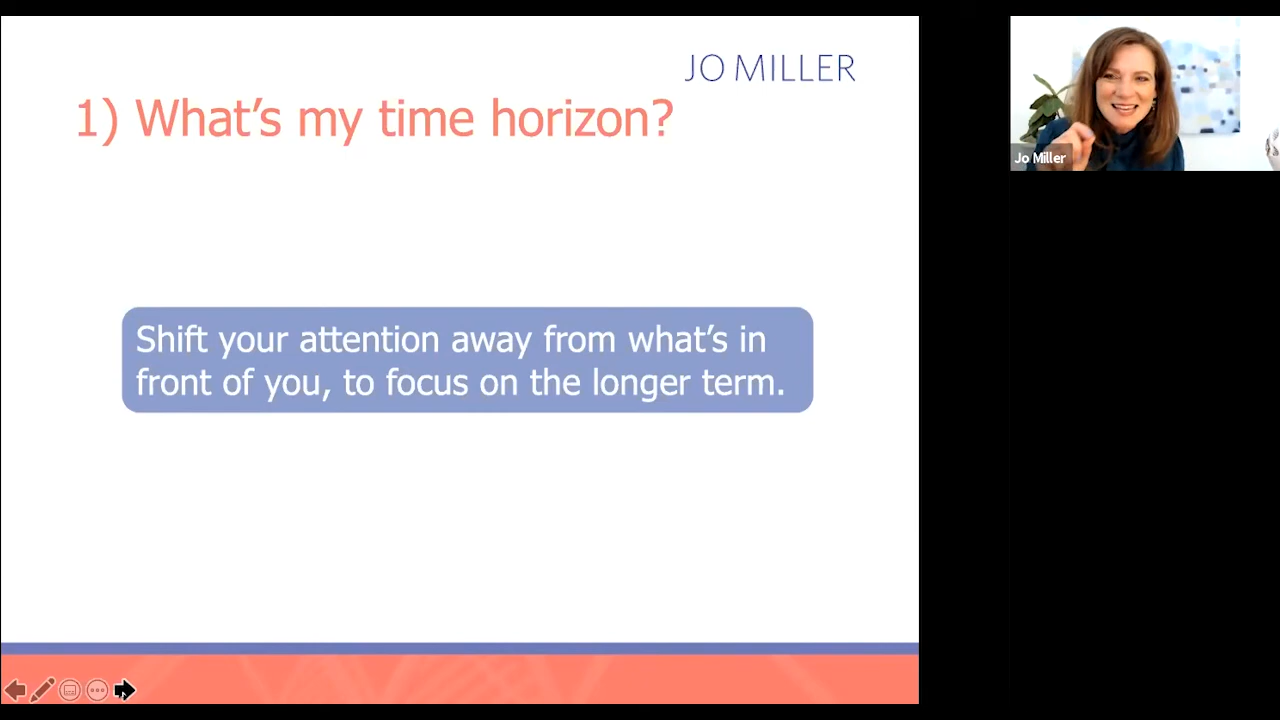 JO MILLER
1) What's my time horizon?
Shift your attention away from what's in
front of you, to focus on the longer term.
Jo Miller